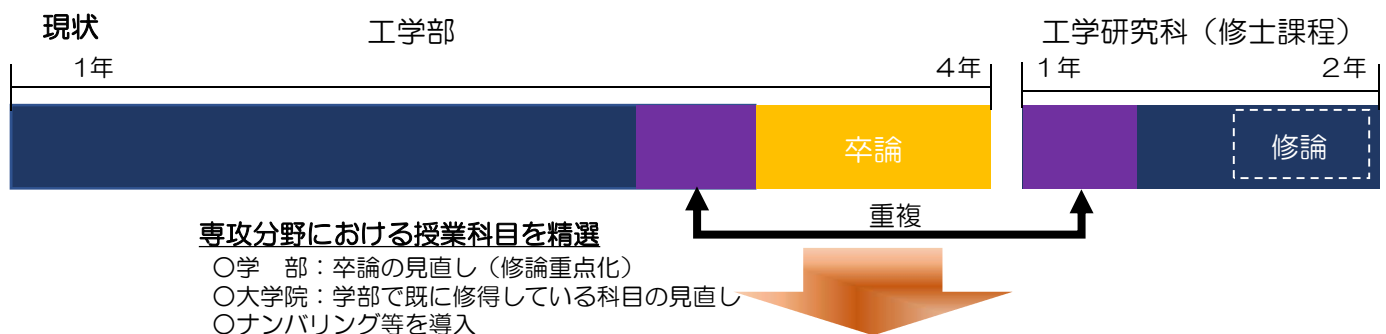 現状
工学部
工学研究科（修士課程）
1年
4年
1年
2年
卒論
修論
重複
専攻分野における授業科目を精選
○学　部：卒論の見直し（修論重点化）
○大学院：学部で既に修得している科目の見直し
○ナンバリング等を導入